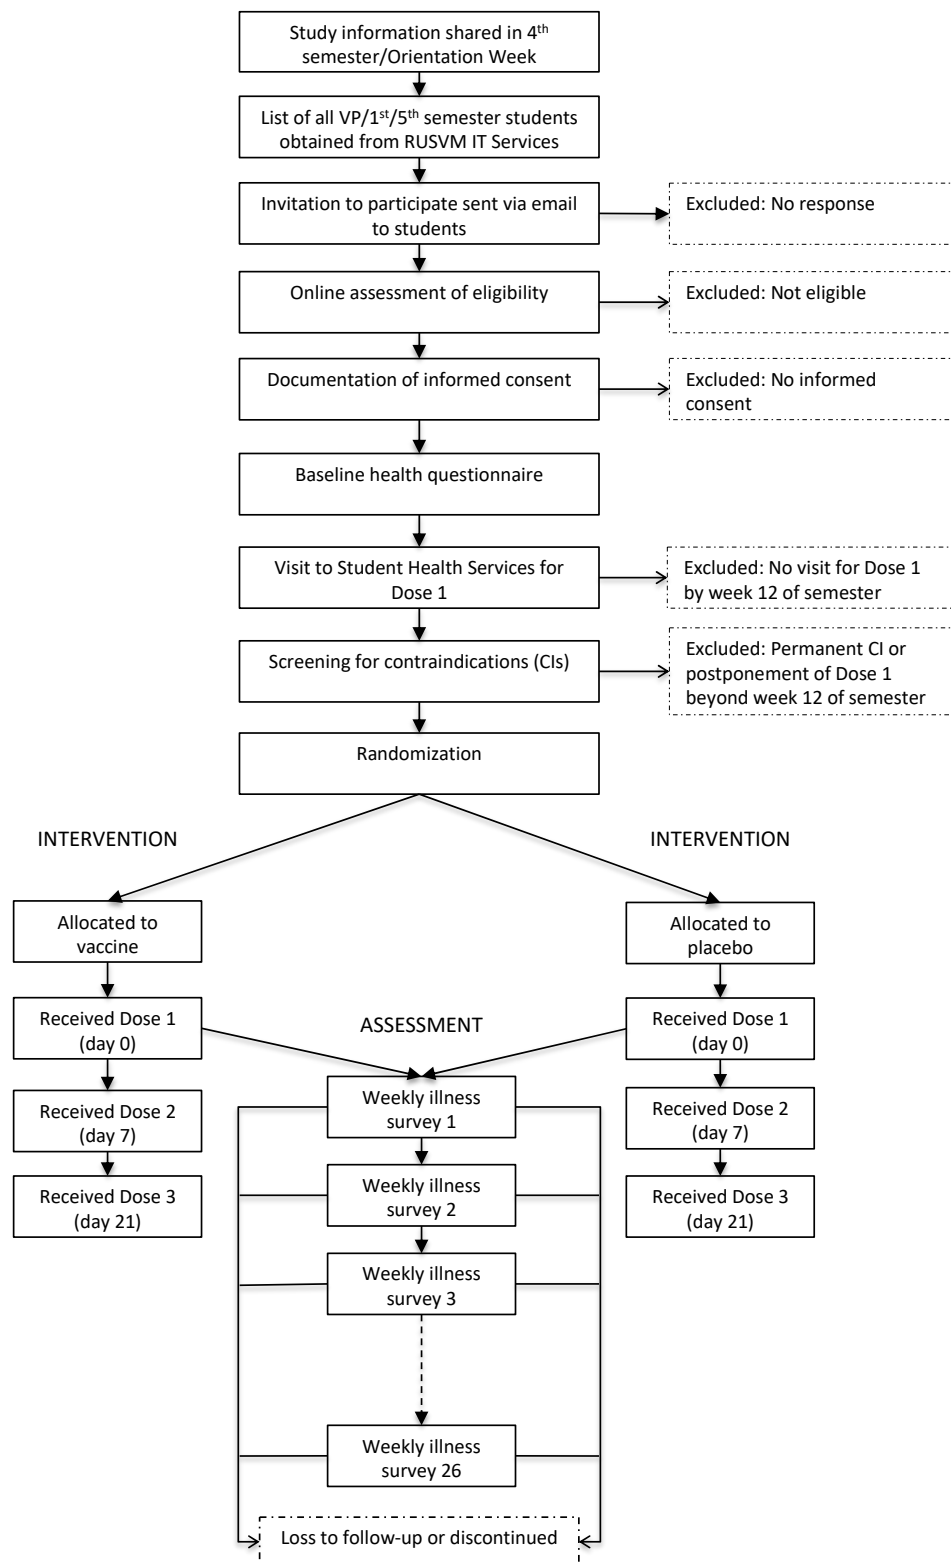 Study information shared in 4th
semester/Orientation Week
List of all VP/1st/5th semester students
obtained from RUSVM IT Services
Invitation to participate sent via email
to students
Excluded: No response
Online assessment of eligibility
Excluded: Not eligible
Documentation of informed consent
Excluded: No informed
consent
Baseline health questionnaire
Visit to Student Health Services for
Dose 1
Excluded: No visit for Dose 1
by week 12 of semester
Screening for contraindications (CIs)
Excluded: Permanent CI or
postponement of Dose 1
beyond week 12 of semester
Randomization
INTERVENTION
INTERVENTION
Allocated to
vaccine
Allocated to
placebo
Received Dose 1
(day 0)
ASSESSMENT
Received Dose 1
(day 0)
Weekly illness
survey 1
Received Dose 2
(day 7)
Received Dose 2
(day 7)
Weekly illness
survey 2
Received Dose 3
(day 21)
Received Dose 3
(day 21)
Weekly illness
survey 3
Weekly illness
survey 26
Loss to follow-up or discontinued